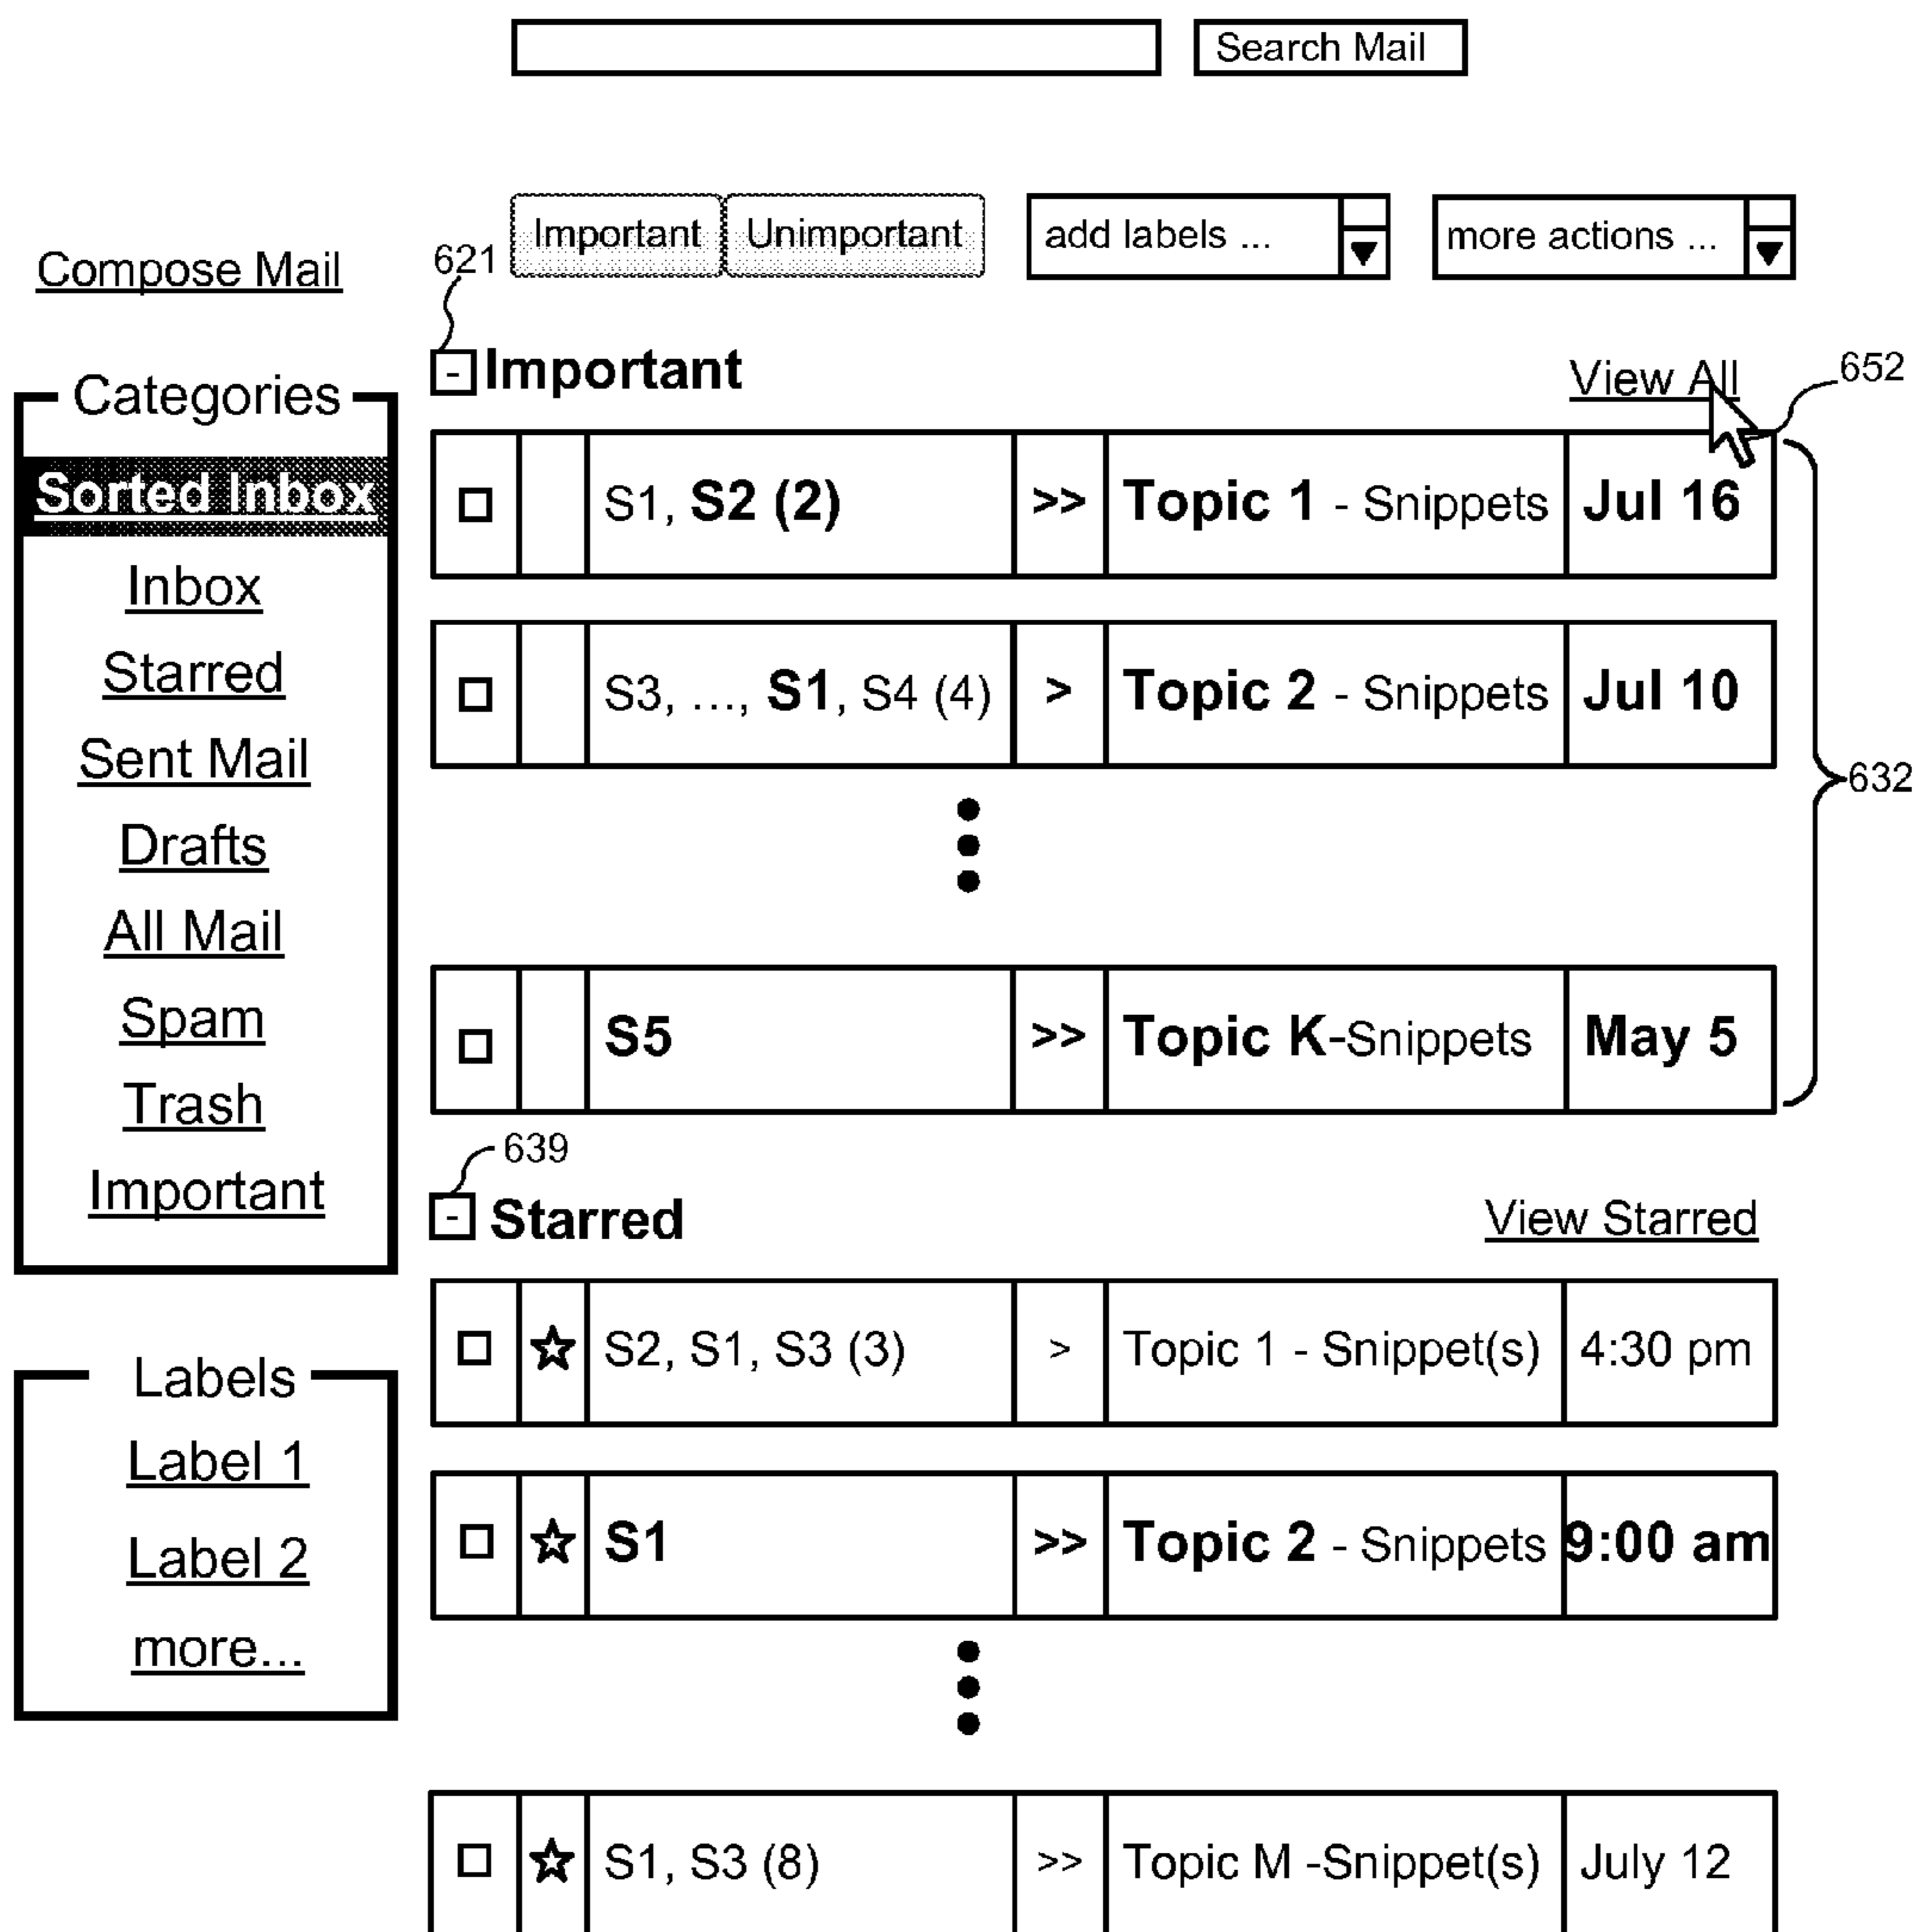 Search Mail
Important Unimportant add labels ... more actions ...
621
Compose Mail
- Important View All 652
Categories
Sorted Inbox
Inbox
Starred
Sent Mail
Drafts
All Mail
Spam
Trash
Important
Labels
Label 1
Label 2
more...
S1, S2 (2) >> Topic 1 - Snippets Jul 16
S3, ..., S1, S4 (4) > Topic 2 - Snippets Jul 10
632
S5 >> Topic K-Snippets May 5
639
- Starred View Starred
S2, S1, S3 (3) > Topic 1 - Snippet(s) 4:30 pm
S1 >> Topic 2 - Snippets 9:00 am
S1, S3 (8) >> Topic M -Snippet(s) July 12